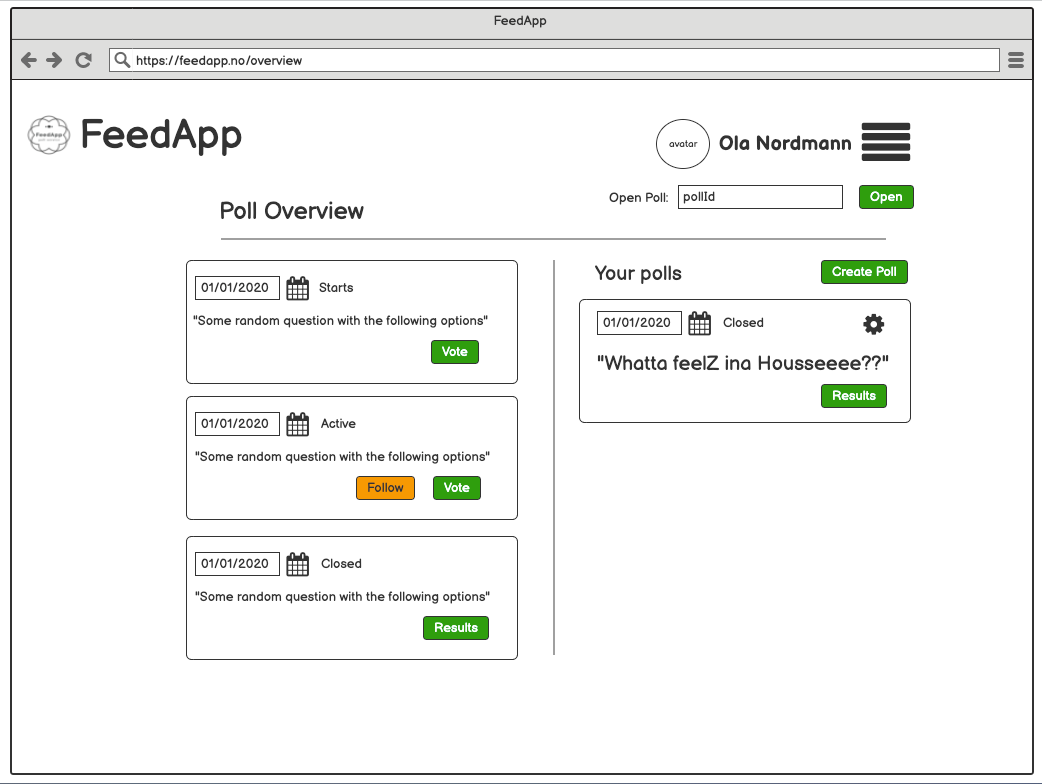 FeedApp
https://feedapp.no/overview
FeedApp
FeedApp
avatar
Ola Nordmann
Open Poll:
pollId
Open
Poll Overview
01/01/2020
Starts
"Some random question with the following options"
Vote
01/01/2020
Active
"Some random question with the following options"
Follow
Vote
01/01/2020
Closed
"Some random question with the following options"
Results
Your polls
Create Poll
01/01/2020
Closed
"Whatta feelZ ina Housseeee??"
Results